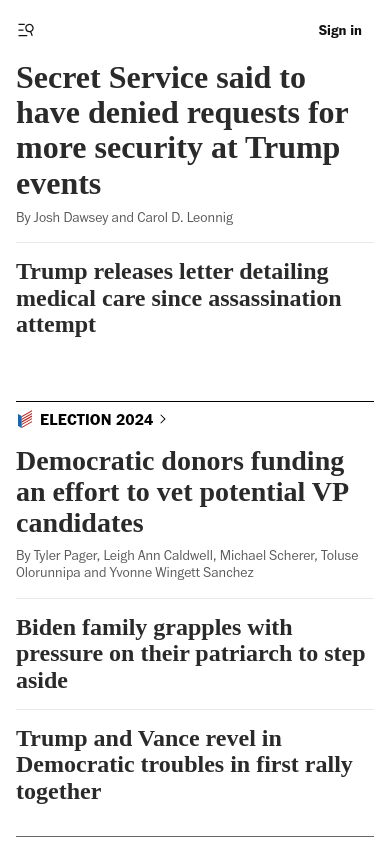 Sign in
Secret Service said to
have denied requests for
more security at Trump
events
By Josh Dawsey and Carol D. Leonnig
Trump releases letter detailing
medical care since assassination
attempt
ELECTION 2024
Democratic donors funding
an effort to vet potential VP
candidates
By Tyler Pager, Leigh Ann Caldwell, Michael Scherer, Toluse
Olorunnipa and Yvonne Wingett Sanchez
Biden family grapples with
pressure on their patriarch to step
aside
Trump and Vance revel in
Democratic troubles in first rally
together